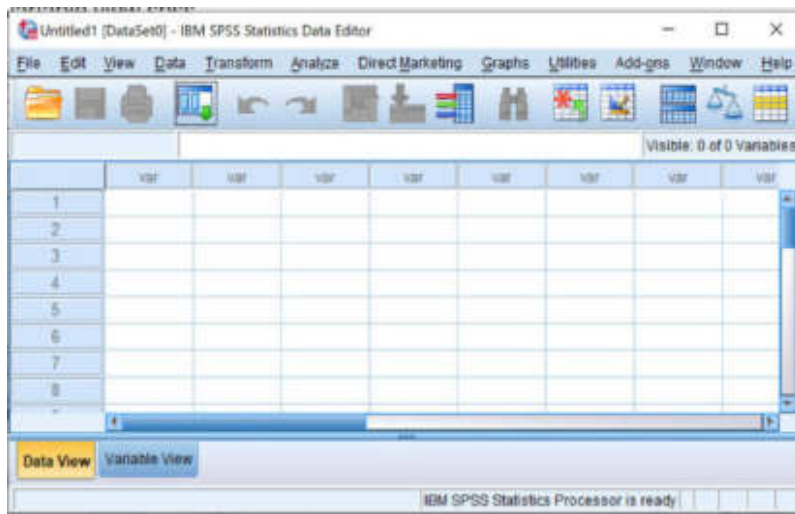 Untitled1 [DataSet0] - IBM SPSS Statistics Data Editor
File Edit View Data Transform Analyze Direct Marketing Graphs Utilities Add-ons Window Help
Visible: 0 of 0 Variables
var var var var var var var var
1
2
3
4
5
6
7
8
Data View Variable View
IBM SPSS Statistics Processor is ready